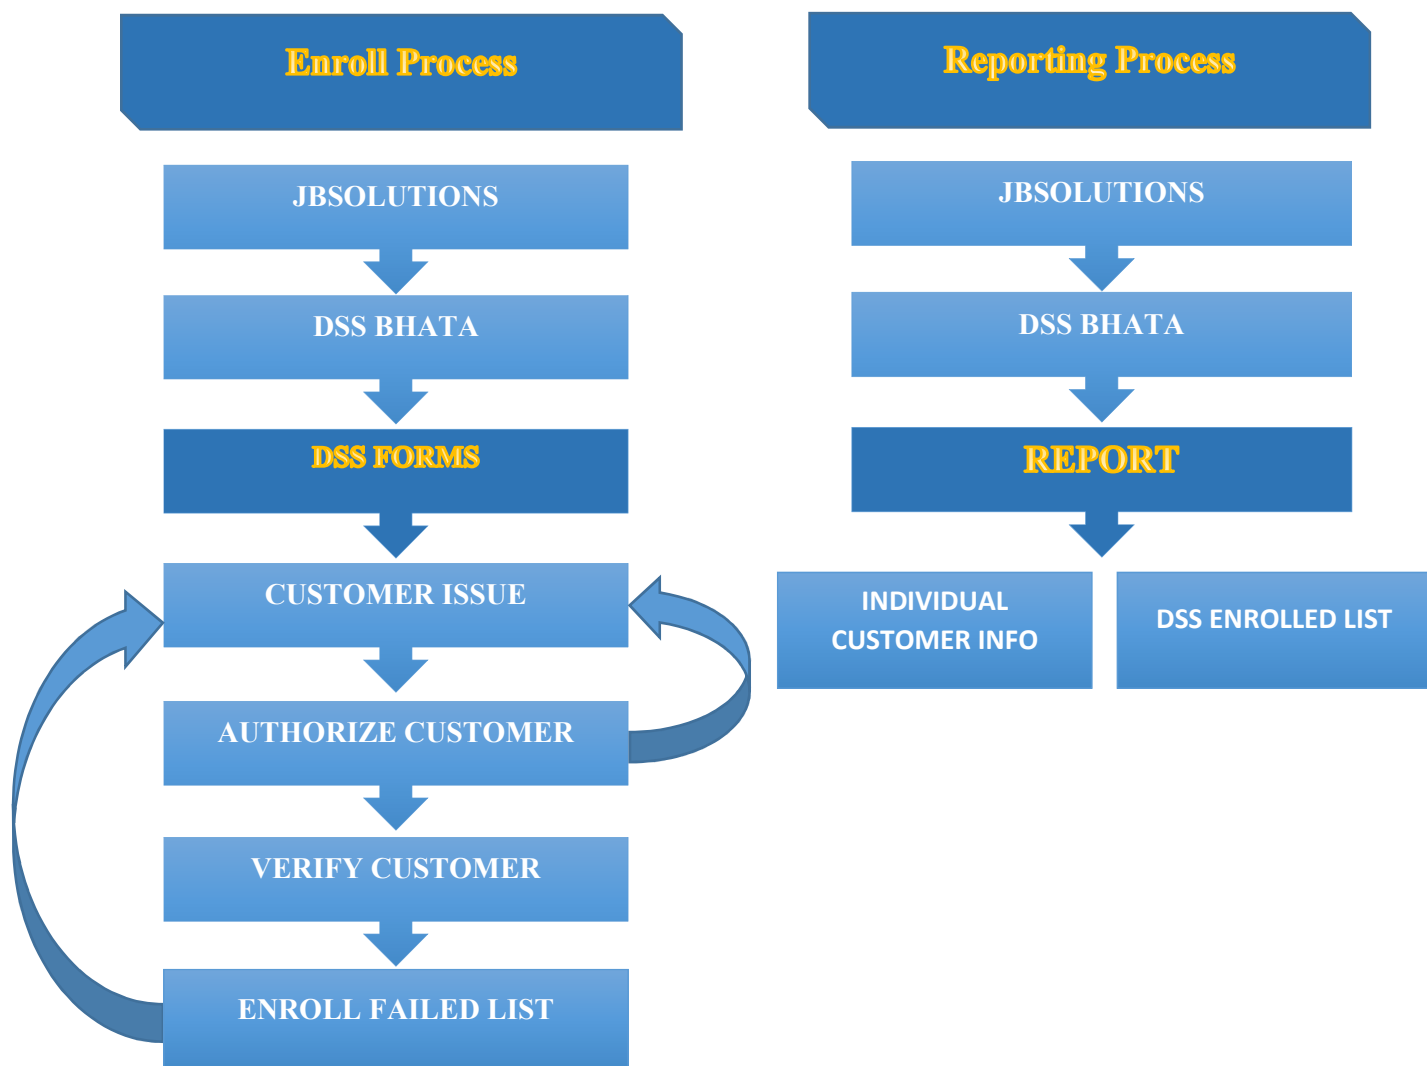 Enroll Process
JBSOLUTIONS
DSS BHATA
DSS FORMS
CUSTOMER ISSUE
AUTHORIZE CUSTOMER
VERIFY CUSTOMER
ENROLL FAILED LIST
Reporting Process
JBSOLUTIONS
DSS BHATA
REPORT
INDIVIDUAL
CUSTOMER INFO
DSS ENROLLED LIST